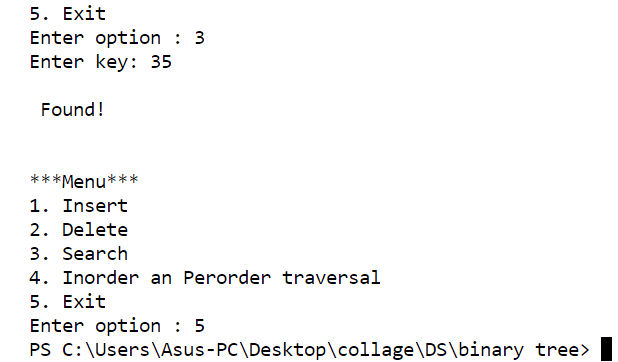 5. Exit
Enter option : 3
Enter key: 35
Found!
***Menu***
1. Insert
2. Delete
3. Search
4. Inorder an Perorder traversal
5. Exit
Enter option : 5
PS C:\Users\Asus-PC\Desktop\collage\DS\binary tree>